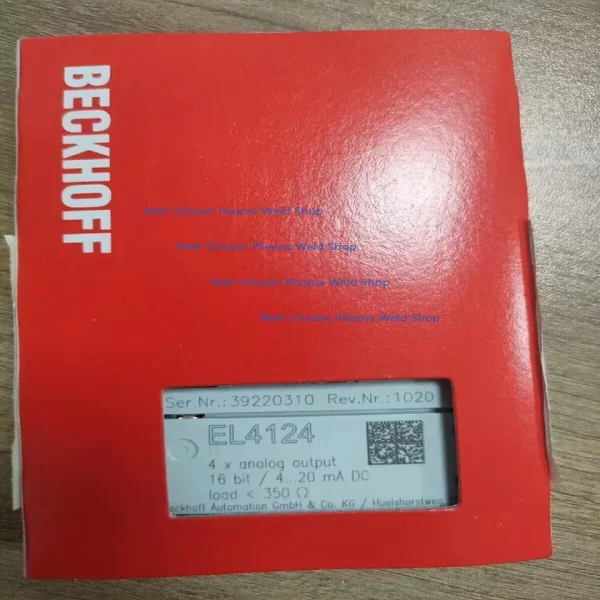 BECKHOFF
Well-Chosen Plasma Weld Shop
Well-Chosen Plasma Weld Shop
Well-Chosen Plasma Weld Shop
Well-Chosen Plasma Weld Shop
Ser.Nr.:39220310 Rev.Nr.:1020
EL4124
4 x analog output
16 bit / 4...20 mA DC
load < 350 Ω
eckhoff Automation GmbH & Co. KG / Huelshorstweg